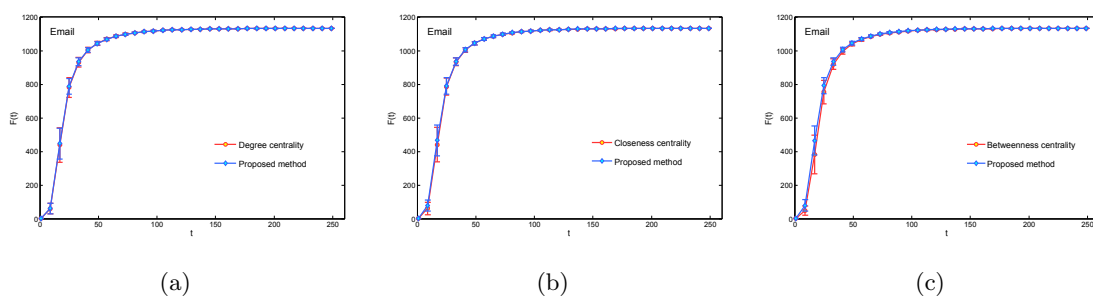 1200
1000
800
600
400
200
0
F(t)
Email
Degree centrality
Proposed method
0 50 100 150 200 250
t
(a)
1200
1000
800
600
400
200
0
F(t)
Email
Closeness centrality
Proposed method
0 50 100 150 200 250
t
(b)
1200
1000
800
600
400
200
0
F(t)
Email
Betweenness centrality
Proposed method
0 50 100 150 200 250
t
(c)